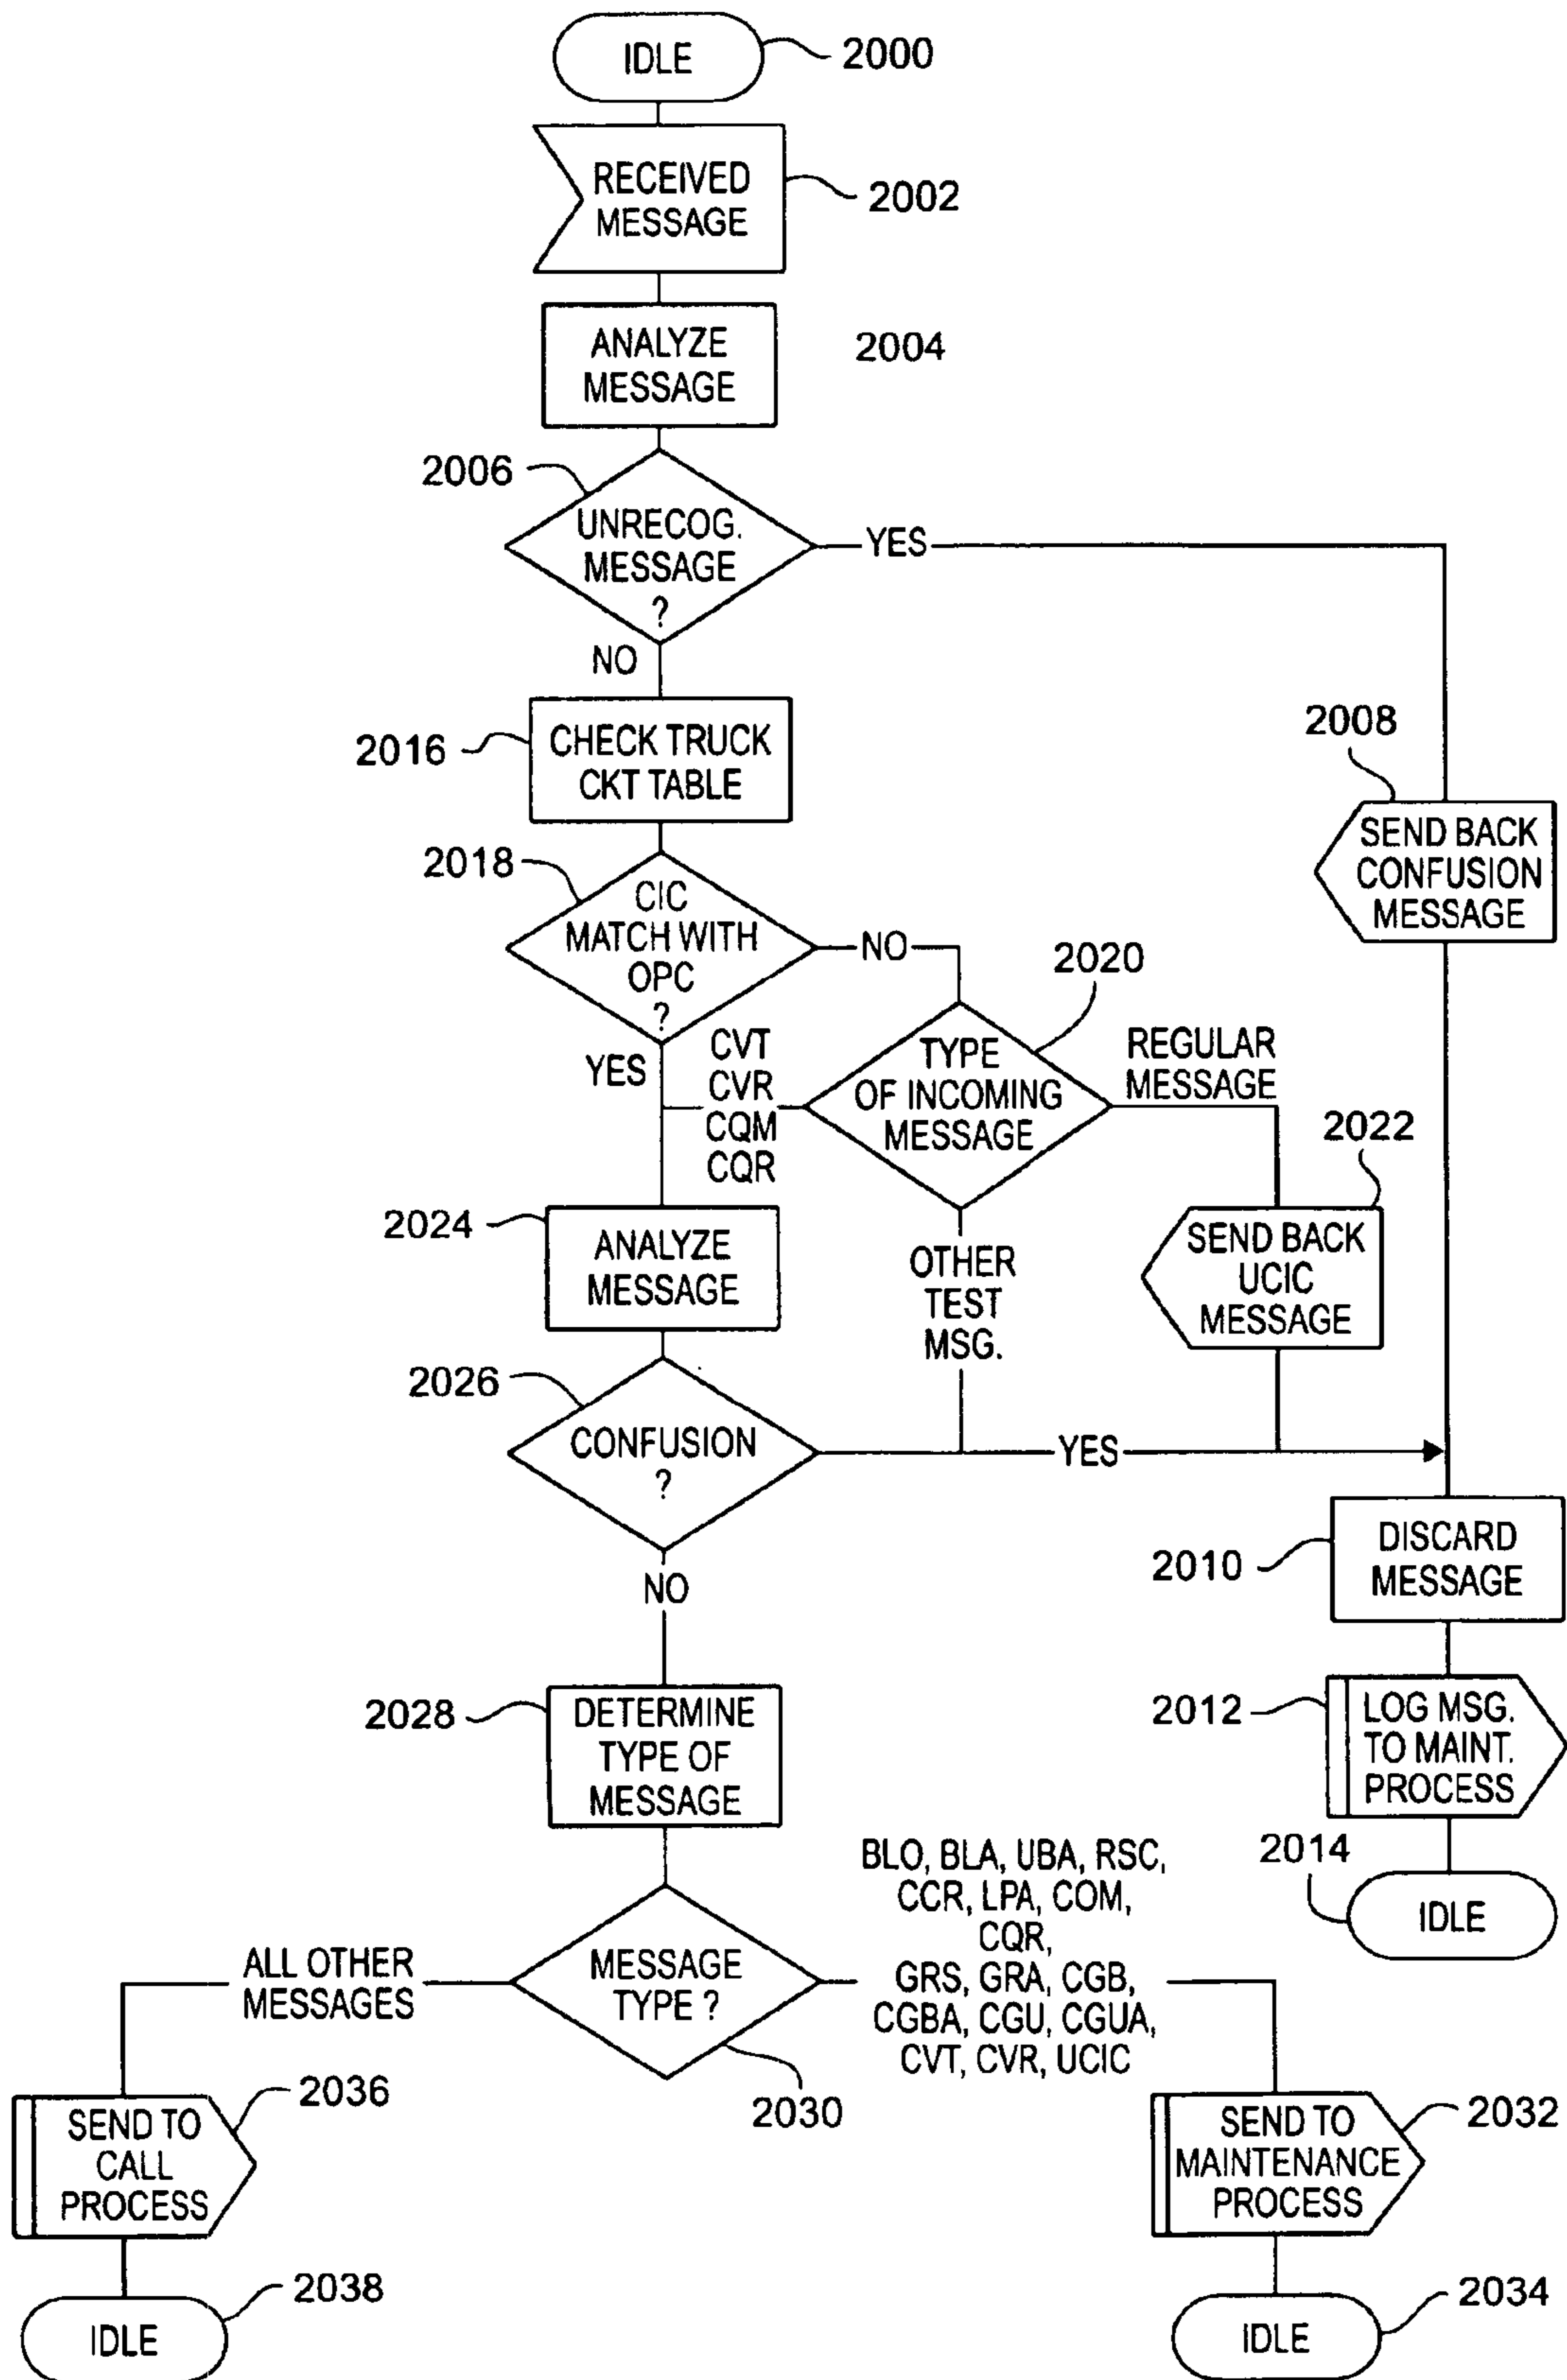 IDLE
2000
RECEIVED
MESSAGE
2002
ANALYZE
MESSAGE
2004
2006
UNRECOG.
MESSAGE
?
YES
NO
2016
CHECK TRUCK
CKT TABLE
2008
SEND BACK
CONFUSION
MESSAGE
2018
CIC
MATCH WITH
OPC
?
NO
YES
2020
TYPE
OF INCOMING
MESSAGE
CVT
CVR
CQM
CQR
REGULAR
MESSAGE
2022
SEND BACK
UCIC
MESSAGE
OTHER
TEST
MSG.
2024
ANALYZE
MESSAGE
2026
CONFUSION
?
YES
NO
2010
DISCARD
MESSAGE
2012
LOG MSG.
TO MAINT.
PROCESS
2014
IDLE
2028
DETERMINE
TYPE OF
MESSAGE
MESSAGE
TYPE ?
2030
BLO, BLA, UBA, RSC,
CCR, LPA, COM,
CQR,
GRS, GRA, CGB,
CGBA, CGU, CGUA,
CVT, CVR, UCIC
ALL OTHER
MESSAGES
2036
SEND TO
CALL
PROCESS
2038
IDLE
2032
SEND TO
MAINTENANCE
PROCESS
2034
IDLE